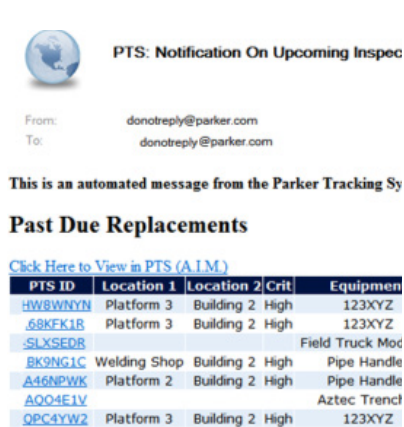 PTS: Notification On Upcoming Inspec
From: donotreply@parker.com
To: donotreply@parker.com
This is an automated message from the Parker Tracking Sy
Past Due Replacements
Click Here to View in PTS (A.I.M.)
PTS ID Location 1 Location 2 Crit Equipmen
HW8WNYN Platform 3 Building 2 High 123XYZ
.68KFK1R Platform 3 Building 2 High 123XYZ
SLXSEDR Field Truck Mod
BK9NG1C Welding Shop Building 2 High Pipe Handle
A46NPWK Platform 2 Building 2 High Pipe Handle
AQO4E1V Aztec Trench
QPC4YW2 Platform 3 Building 2 High 123XYZ